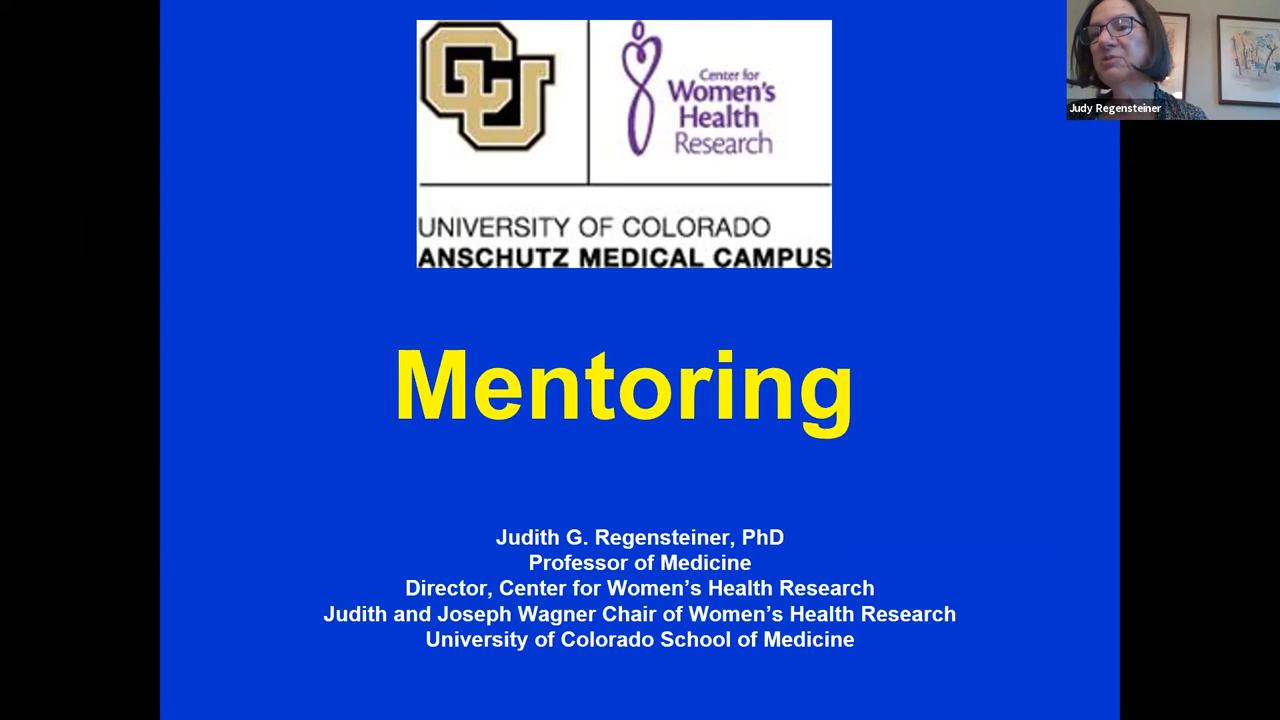 CU
Center for
Women's
Health
Research
UNIVERSITY OF COLORADO
ANSCHUTZ MEDICAL CAMPUS
Judy Regensteiner
Mentoring
Judith G. Regensteiner, PhD
Professor of Medicine
Director, Center for Women’s Health Research
Judith and Joseph Wagner Chair of Women’s Health Research
University of Colorado School of Medicine